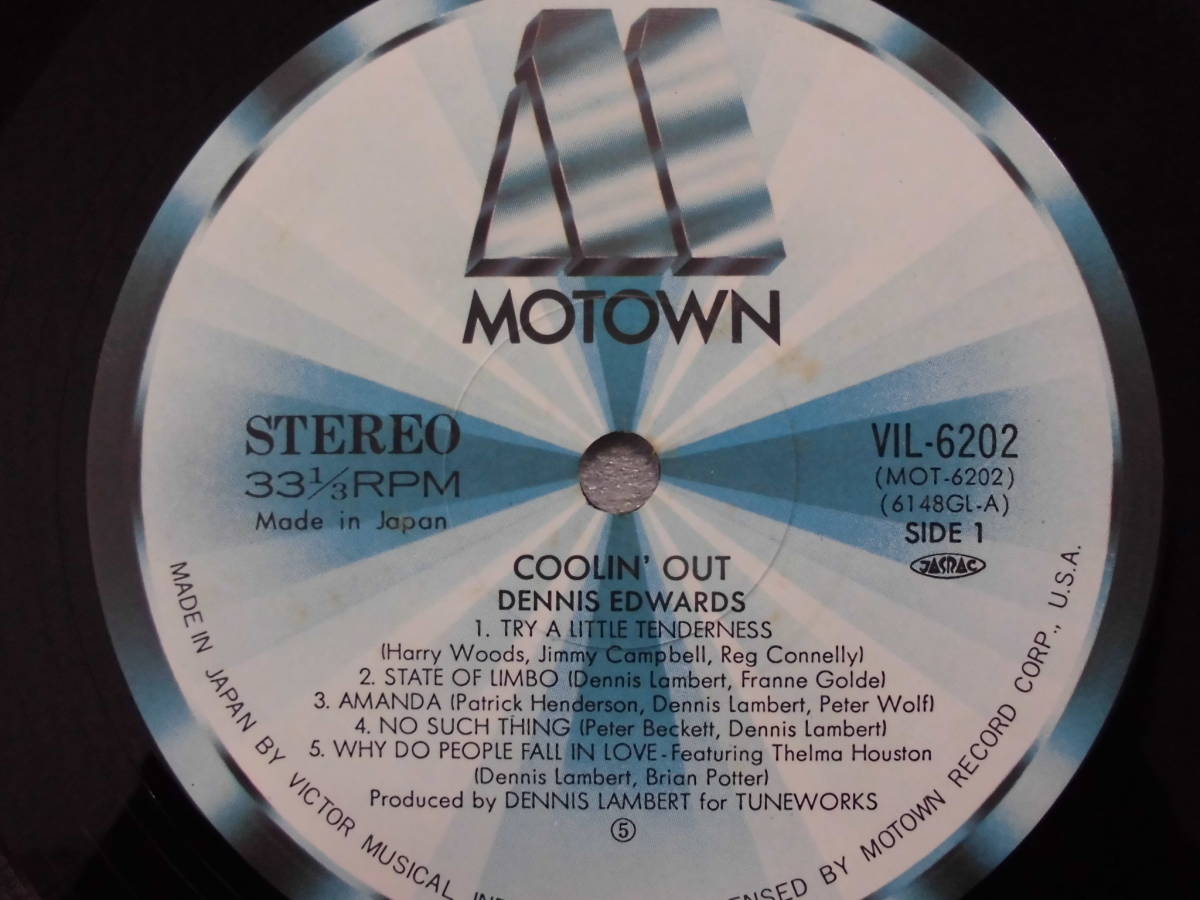 MOTOWN
STEREO
33 1/3 RPM
Made in Japan
VIL-6202
(MOT-6202)
(6148GL-A)
SIDE 1
JASRAC
COOLIN' OUT
DENNIS EDWARDS
1. TRY A LITTLE TENDERNESS
(Harry Woods, Jimmy Campbell, Reg Connelly)
2. STATE OF LIMBO (Dennis Lambert, Franne Golde)
3. AMANDA (Patrick Henderson, Dennis Lambert, Peter Wolf)
4. NO SUCH THING (Peter Beckett, Dennis Lambert)
5. WHY DO PEOPLE FALL IN LOVE-Featuring Thelma Houston
(Dennis Lambert, Brian Potter)
Produced by DENNIS LAMBERT for TUNEWORKS
⑤
MADE IN JAPAN BY VICTOR MUSICAL BY MOTOWN RECORD CORP., U.S.A.